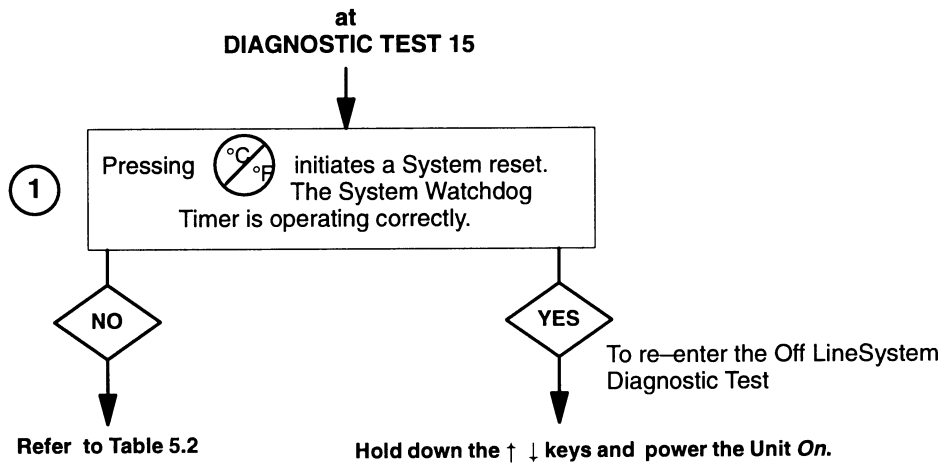 at
DIAGNOSTIC TEST 15
1
Pressing °C °F initiates a System reset.
The System Watchdog
Timer is operating correctly.
NO
YES
To re–enter the Off LineSystem
Diagnostic Test
Refer to Table 5.2
Hold down the ↑ ↓ keys and power the Unit On.